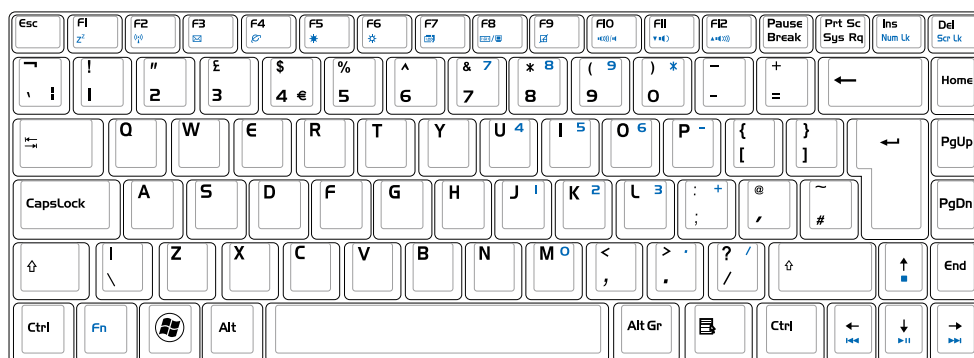 Esc F1 F2 F3 F4 F5 F6 F7 F8 F9 F10 F11 F12 Pause Break Prt Sc Sys Rq Ins Num Lk Del Scr Lk
z^z
¬ ! " £ $ % ^ & 7 * 8 ( 9 ) * _ + ← Home
` ¦ 1 2 3 4 € 5 6 7 8 9 0 - =
Q W E R T Y U 4 I 5 O 6 P - { } ↵ PgUp
[ ]
CapsLock A S D F G H J 1 K 2 L 3 : + @ ~ PgDn
; ' #
⇧ | Z X C V B N M 0 < > . ? / ⇧ ↑ End
\ , . /
Ctrl Fn Alt Alt Gr Ctrl ← ↓ →